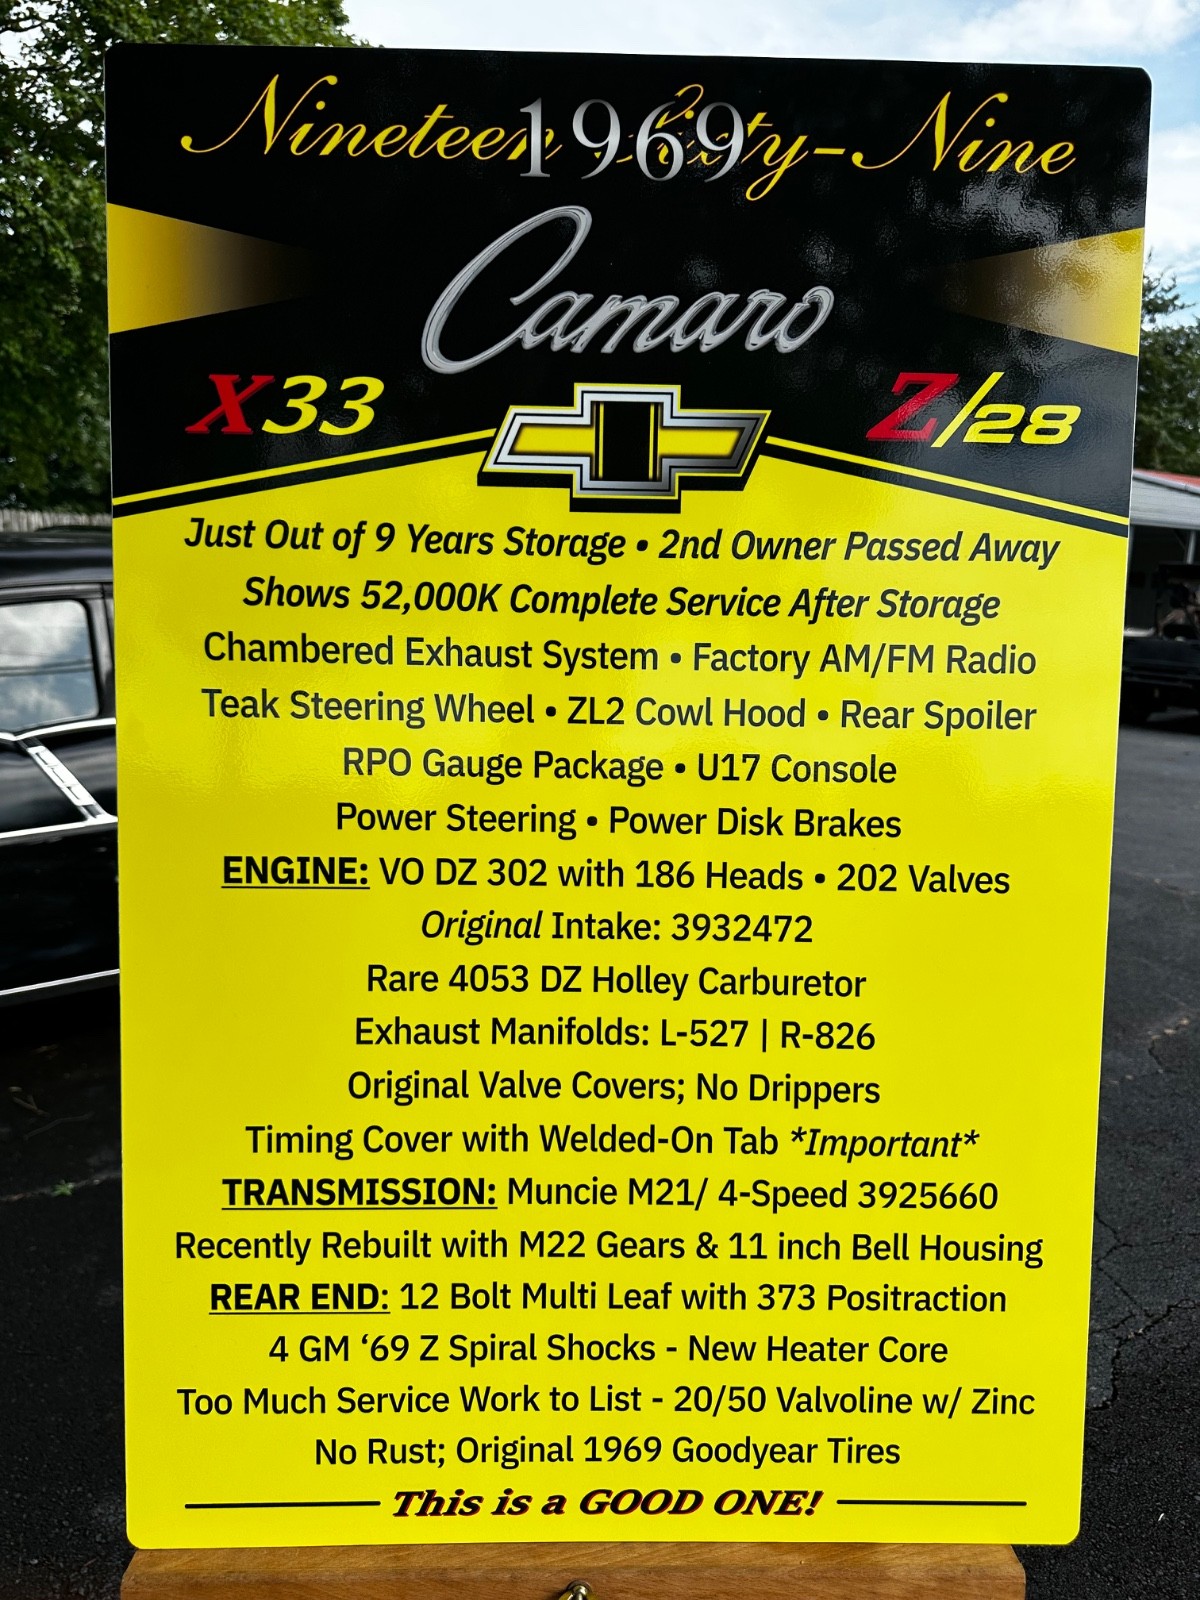 Nineteen Sixty-Nine
1969
Camaro
X33
Z/28
Just Out of 9 Years Storage • 2nd Owner Passed Away
Shows 52,000K Complete Service After Storage
Chambered Exhaust System • Factory AM/FM Radio
Teak Steering Wheel • ZL2 Cowl Hood • Rear Spoiler
RPO Gauge Package • U17 Console
Power Steering • Power Disk Brakes
ENGINE: VO DZ 302 with 186 Heads • 202 Valves
Original Intake: 3932472
Rare 4053 DZ Holley Carburetor
Exhaust Manifolds: L-527 | R-826
Original Valve Covers; No Drippers
Timing Cover with Welded-On Tab *Important*
TRANSMISSION: Muncie M21/ 4-Speed 3925660
Recently Rebuilt with M22 Gears & 11 inch Bell Housing
REAR END: 12 Bolt Multi Leaf with 373 Positraction
4 GM ‘69 Z Spiral Shocks - New Heater Core
Too Much Service Work to List - 20/50 Valvoline w/ Zinc
No Rust; Original 1969 Goodyear Tires
This is a GOOD ONE!